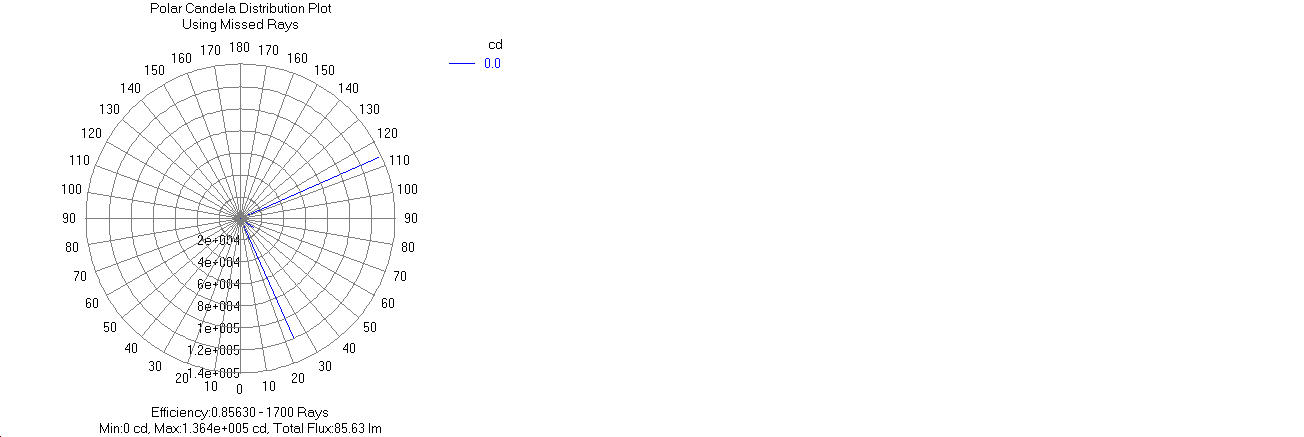 Polar Candela Distribution Plot
Using Missed Rays
cd
0.0
180
170 170
160 160
150 150
140 140
130 130
120 120
110 110
100 100
90 90
80 80
70 70
60 60
50 50
40 40
30 30
20 20
10 10
0
2e+004
4e+004
6e+004
8e+004
1e+005
1.2e+005
1.4e+005
Efficiency:0.85630 - 1700 Rays
Min:0 cd, Max:1.364e+005 cd, Total Flux:85.63 lm